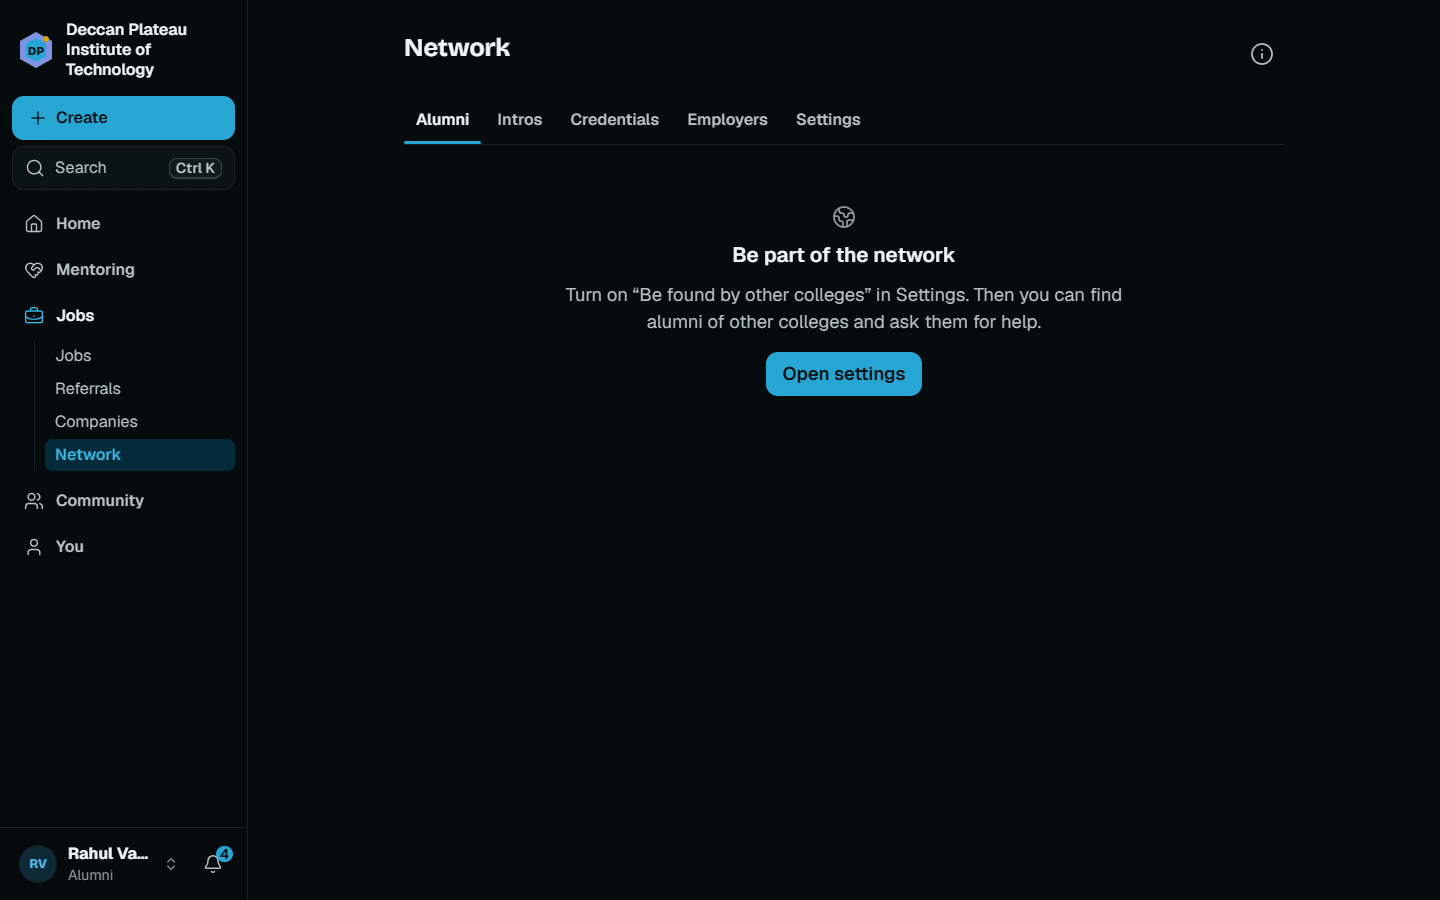 DP
Deccan Plateau
Institute of
Technology
Create
Search
Ctrl K
Home
Mentoring
Jobs
Jobs
Referrals
Companies
Network
Community
You
RV
Rahul Va...
Alumni
4
Network
Alumni
Intros
Credentials
Employers
Settings
Be part of the network
Turn on “Be found by other colleges” in Settings. Then you can find
alumni of other colleges and ask them for help.
Open settings